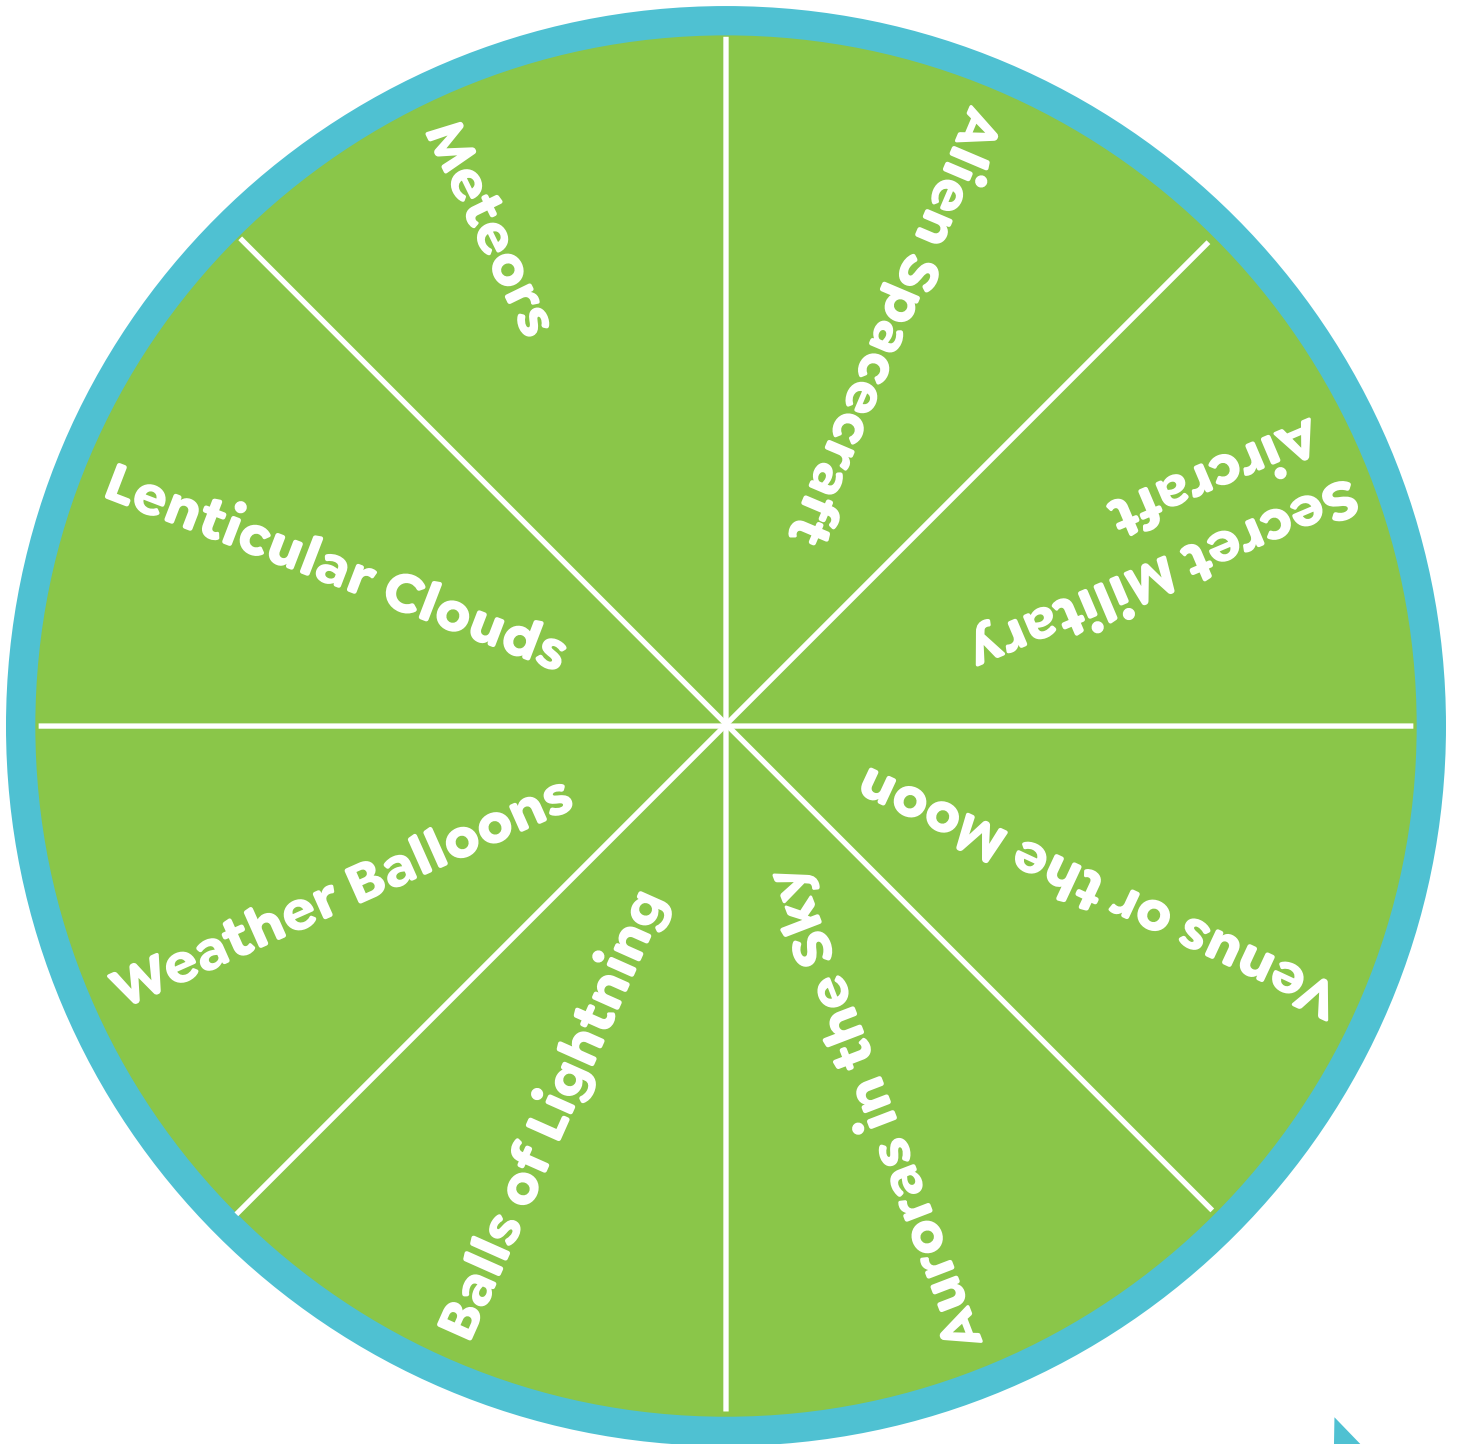 Alien Spacecraft
Secret Military
Aircraft
Venus or the Moon
Auroras in the Sky
Balls of Lightning
Weather Balloons
Lenticular Clouds
Meteors